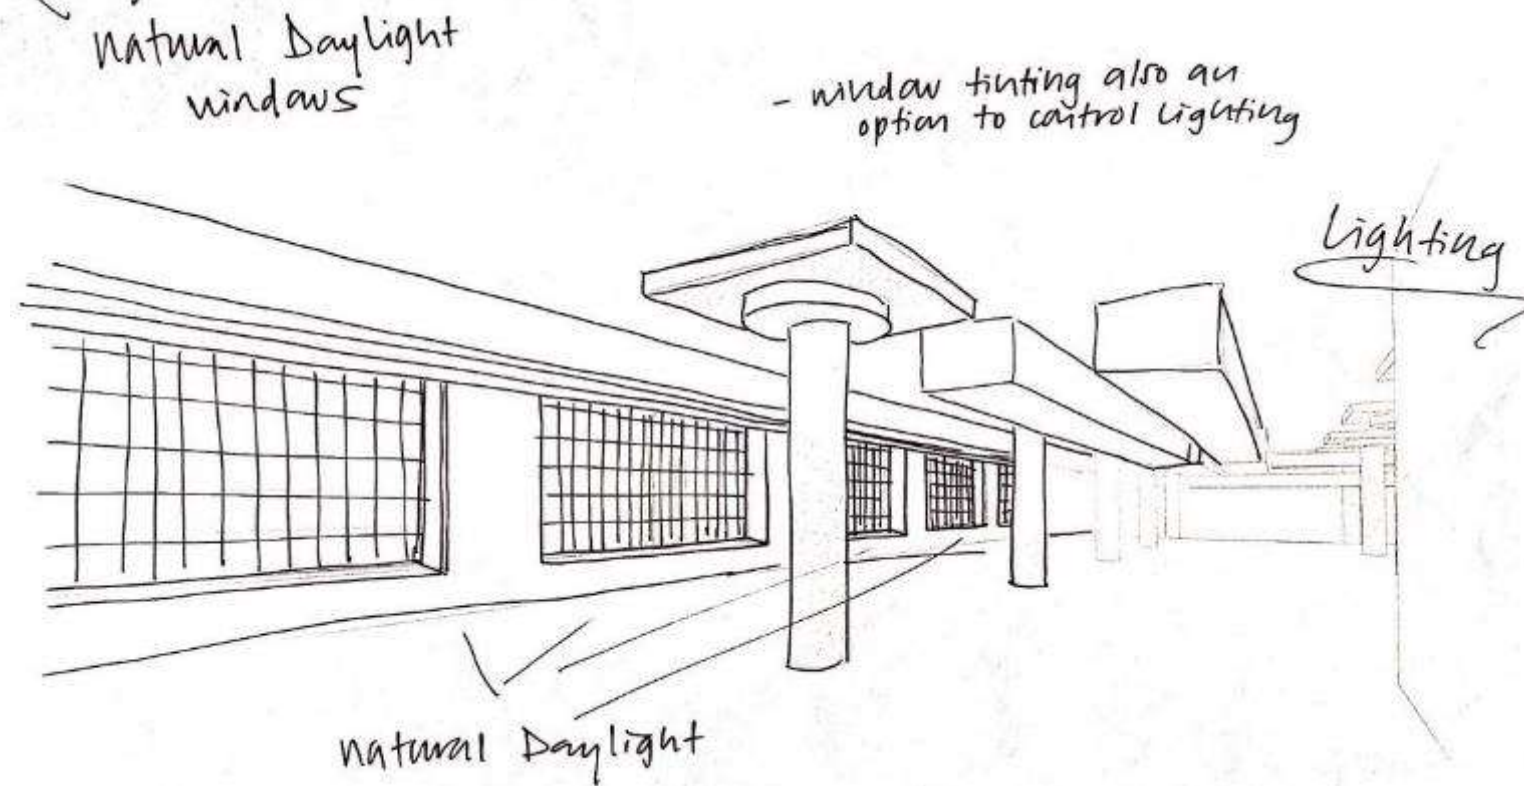 Natural Daylight
windows
- window tinting also an
option to control lighting
Lighting
natural Daylight